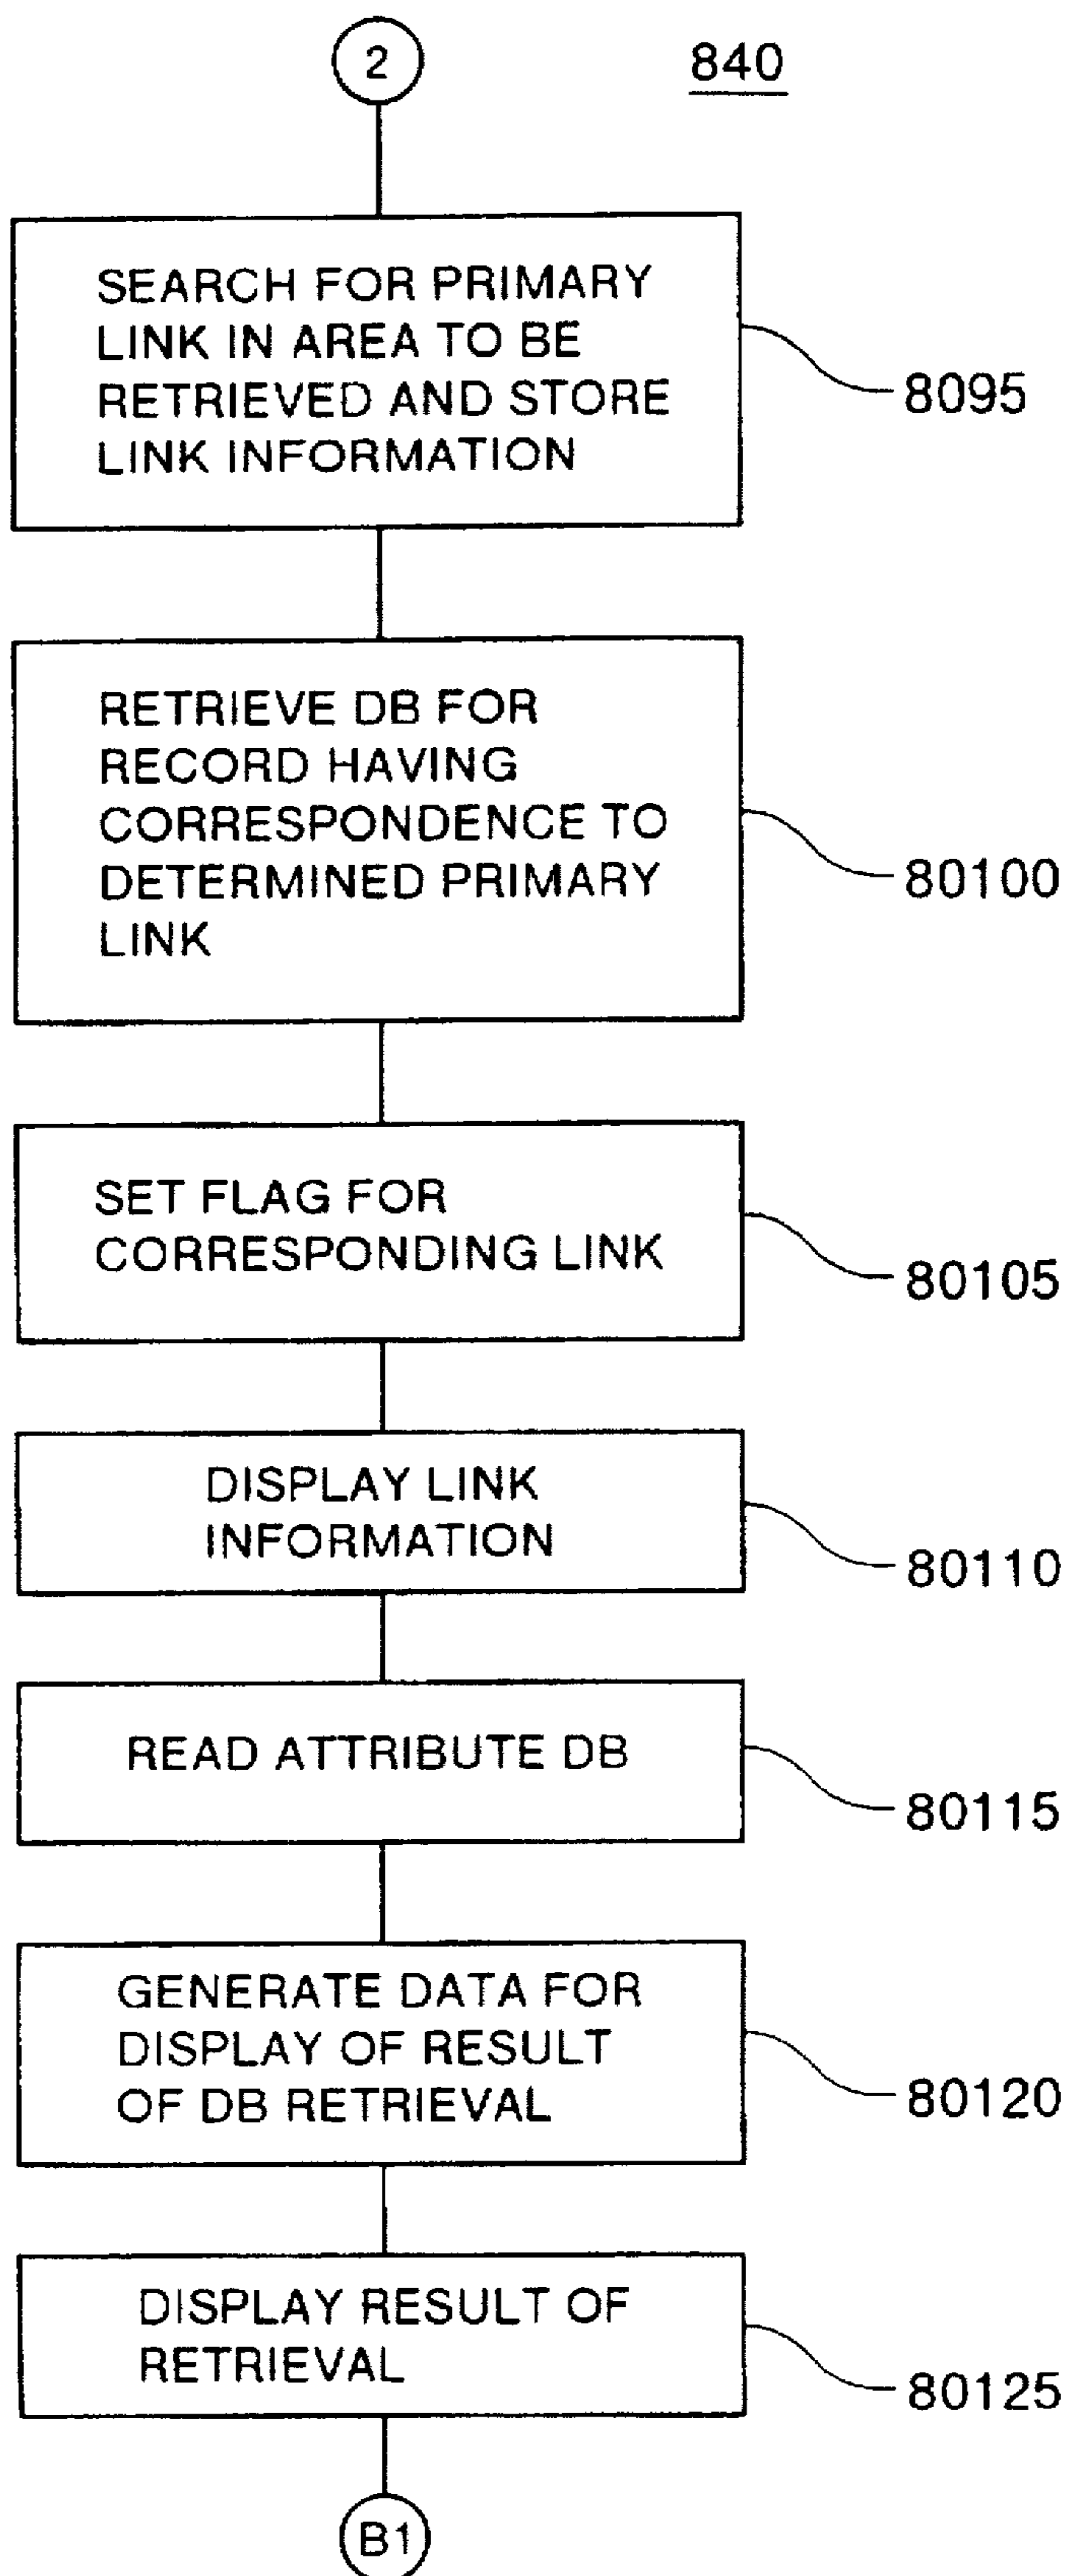 2
840
SEARCH FOR PRIMARY
LINK IN AREA TO BE
RETRIEVED AND STORE
LINK INFORMATION
8095
RETRIEVE DB FOR
RECORD HAVING
CORRESPONDENCE TO
DETERMINED PRIMARY
LINK
80100
SET FLAG FOR
CORRESPONDING LINK
80105
DISPLAY LINK
INFORMATION
80110
READ ATTRIBUTE DB
80115
GENERATE DATA FOR
DISPLAY OF RESULT
OF DB RETRIEVAL
80120
DISPLAY RESULT OF
RETRIEVAL
80125
B1